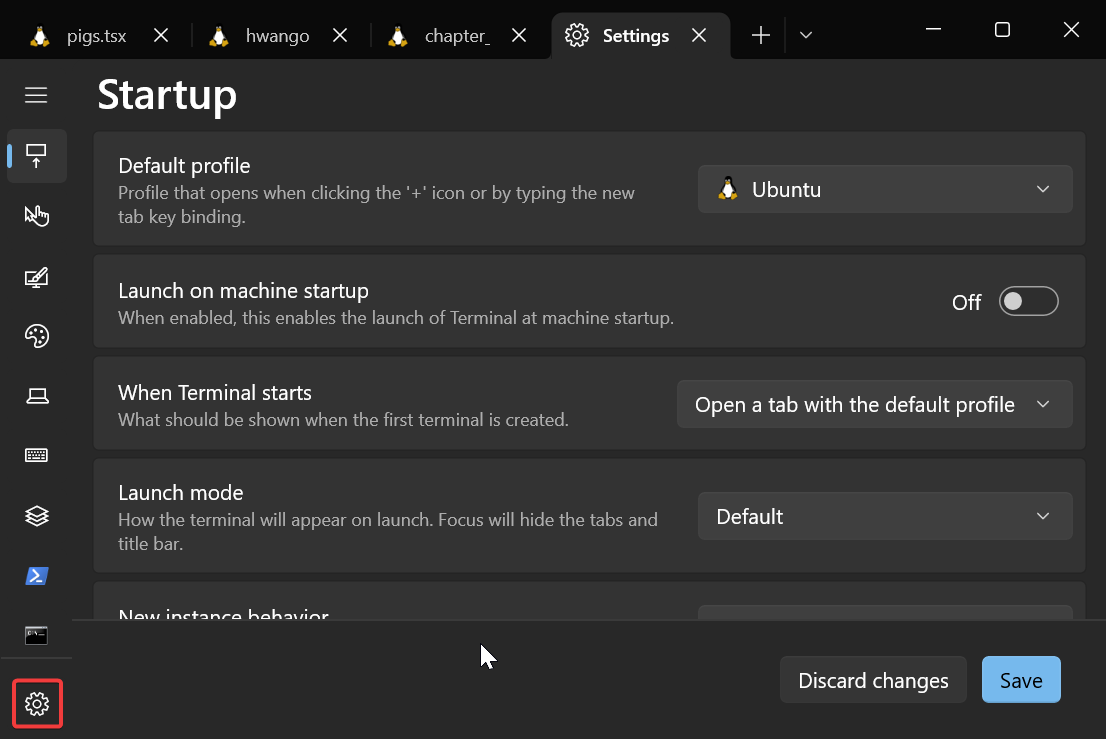 pigs.tsx
hwango
chapter_
Settings
Startup
Default profile
Profile that opens when clicking the '+' icon or by typing the new
tab key binding.
Ubuntu
Launch on machine startup
When enabled, this enables the launch of Terminal at machine startup.
Off
When Terminal starts
What should be shown when the first terminal is created.
Open a tab with the default profile
Launch mode
How the terminal will appear on launch. Focus will hide the tabs and
title bar.
Default
New instance behavior
Discard changes
Save